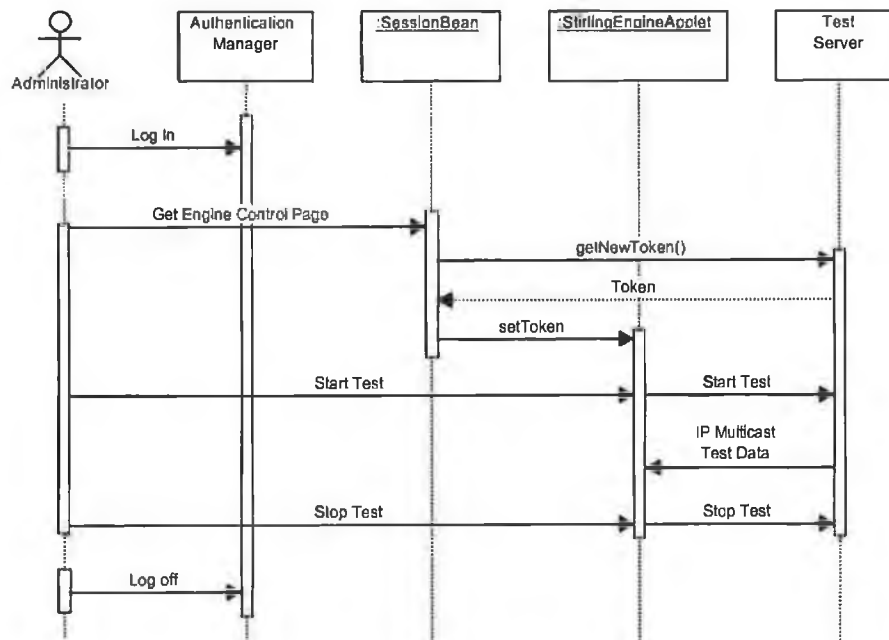 Authentication
Manager
:SessionBean
:StirlingEngineApplet
Test
Server
Administrator
Log In
Get Engine Control Page
getNewToken()
Token
setToken
Start Test
Start Test
IP Multicast
Test Data
Stop Test
Stop Test
Log off